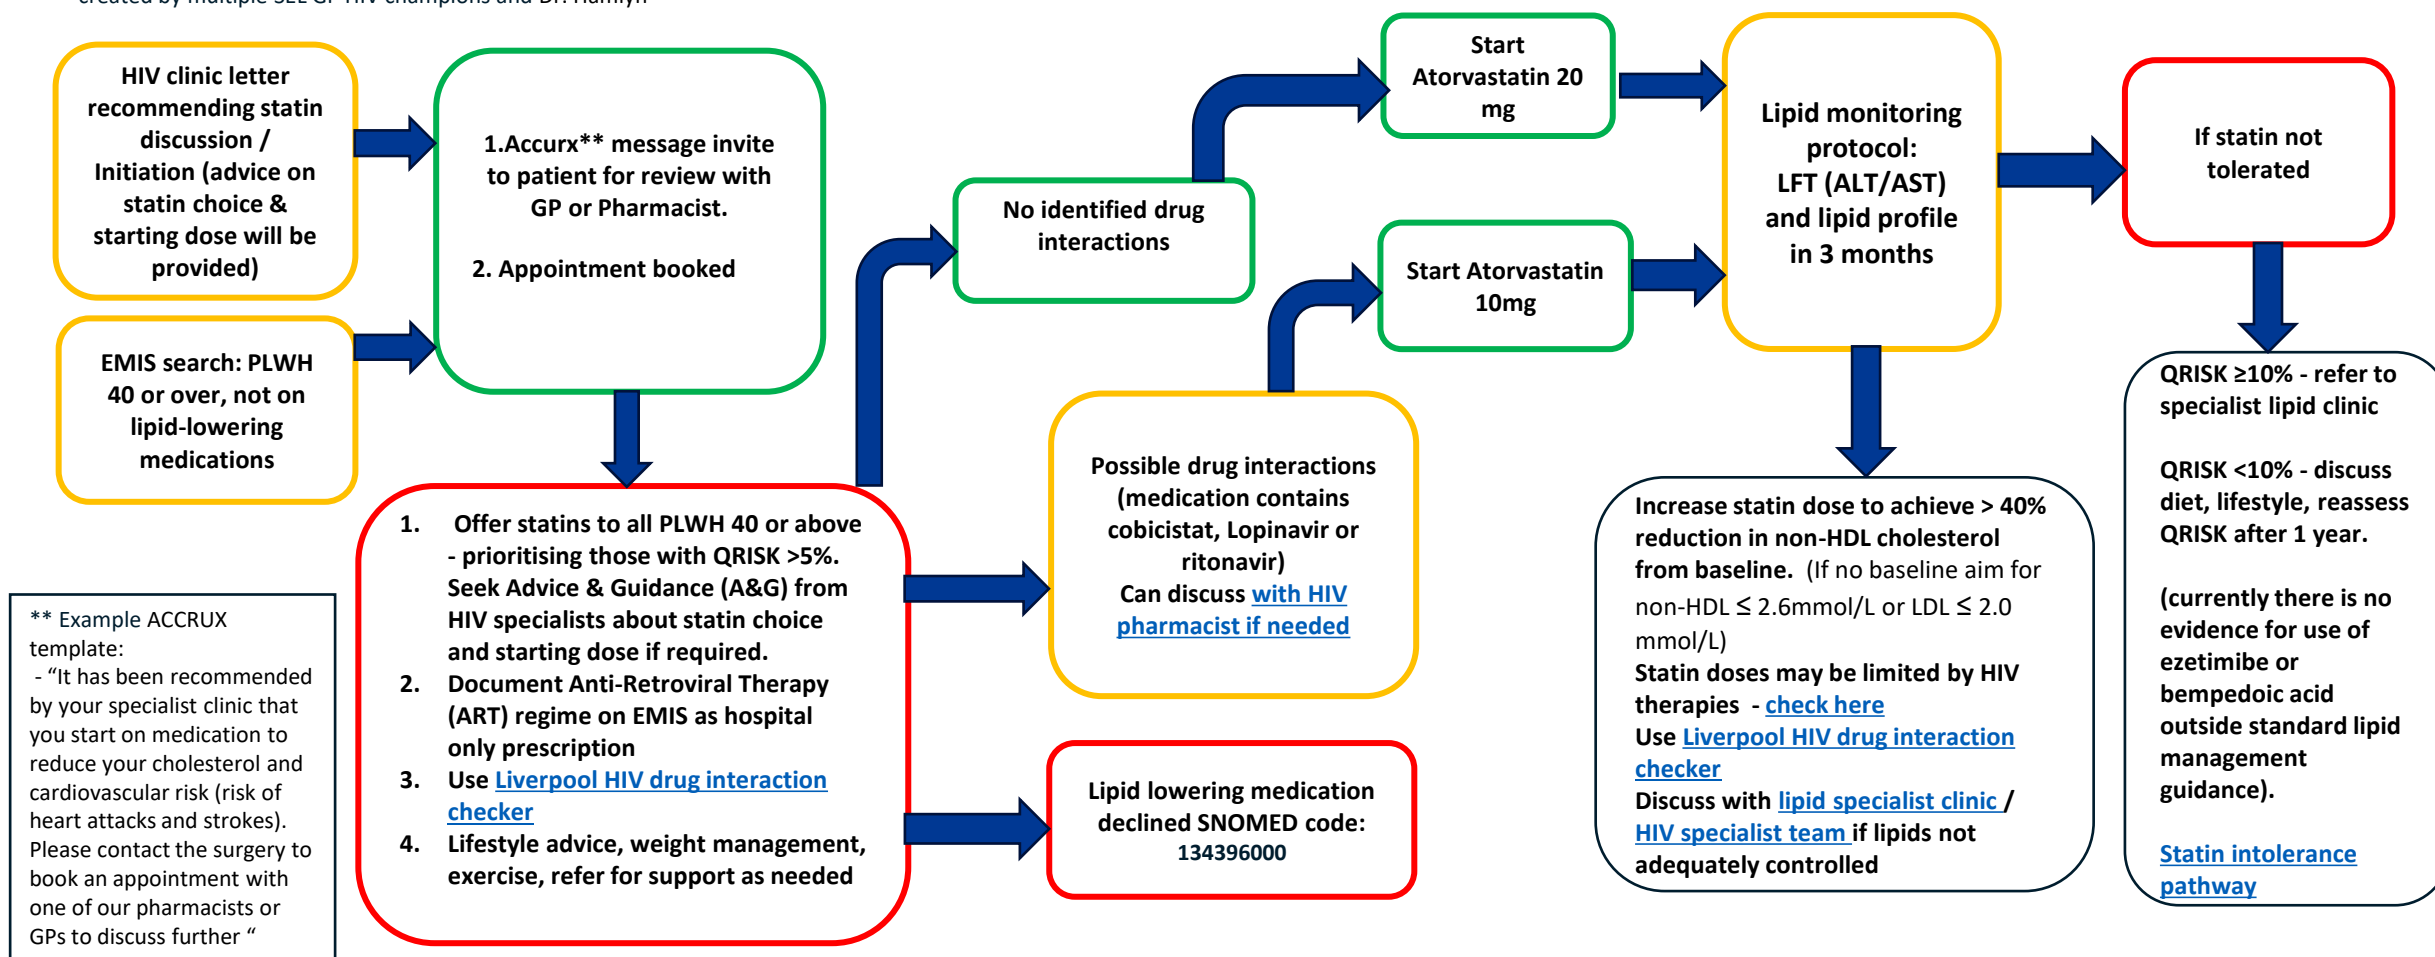 created by multiple SEL GP HIV champions and Dr. Hamlyn
HIV clinic letter
recommending statin
discussion /
Initiation (advice on
statin choice &
starting dose will be
provided)
EMIS search: PLWH
40 or over, not on
lipid-lowering
medications
** Example ACCRUX
template:
- “It has been recommended
by your specialist clinic that
you start on medication to
reduce your cholesterol and
cardiovascular risk (risk of
heart attacks and strokes).
Please contact the surgery to
book an appointment with
one of our pharmacists or
GPs to discuss further “
1.Accurx** message invite
to patient for review with
GP or Pharmacist.
2. Appointment booked
1. Offer statins to all PLWH 40 or above
- prioritising those with QRISK >5%.
Seek Advice & Guidance (A&G) from
HIV specialists about statin choice
and starting dose if required.
2. Document Anti-Retroviral Therapy
(ART) regime on EMIS as hospital
only prescription
3. Use Liverpool HIV drug interaction
checker
4. Lifestyle advice, weight management,
exercise, refer for support as needed
No identified drug
interactions
Possible drug interactions
(medication contains
cobicistat, Lopinavir or
ritonavir)
Can discuss with HIV
pharmacist if needed
Lipid lowering medication
declined SNOMED code:
134396000
Start
Atorvastatin 20
mg
Start Atorvastatin
10mg
Lipid monitoring
protocol:
LFT (ALT/AST)
and lipid profile
in 3 months
Increase statin dose to achieve > 40%
reduction in non-HDL cholesterol
from baseline. (If no baseline aim for
non-HDL ≤ 2.6mmol/L or LDL ≤ 2.0
mmol/L)
Statin doses may be limited by HIV
therapies - check here
Use Liverpool HIV drug interaction
checker
Discuss with lipid specialist clinic /
HIV specialist team if lipids not
adequately controlled
If statin not
tolerated
QRISK ≥10% - refer to
specialist lipid clinic
QRISK <10% - discuss
diet, lifestyle, reassess
QRISK after 1 year.
(currently there is no
evidence for use of
ezetimibe or
bempedoic acid
outside standard lipid
management
guidance).
Statin intolerance
pathway